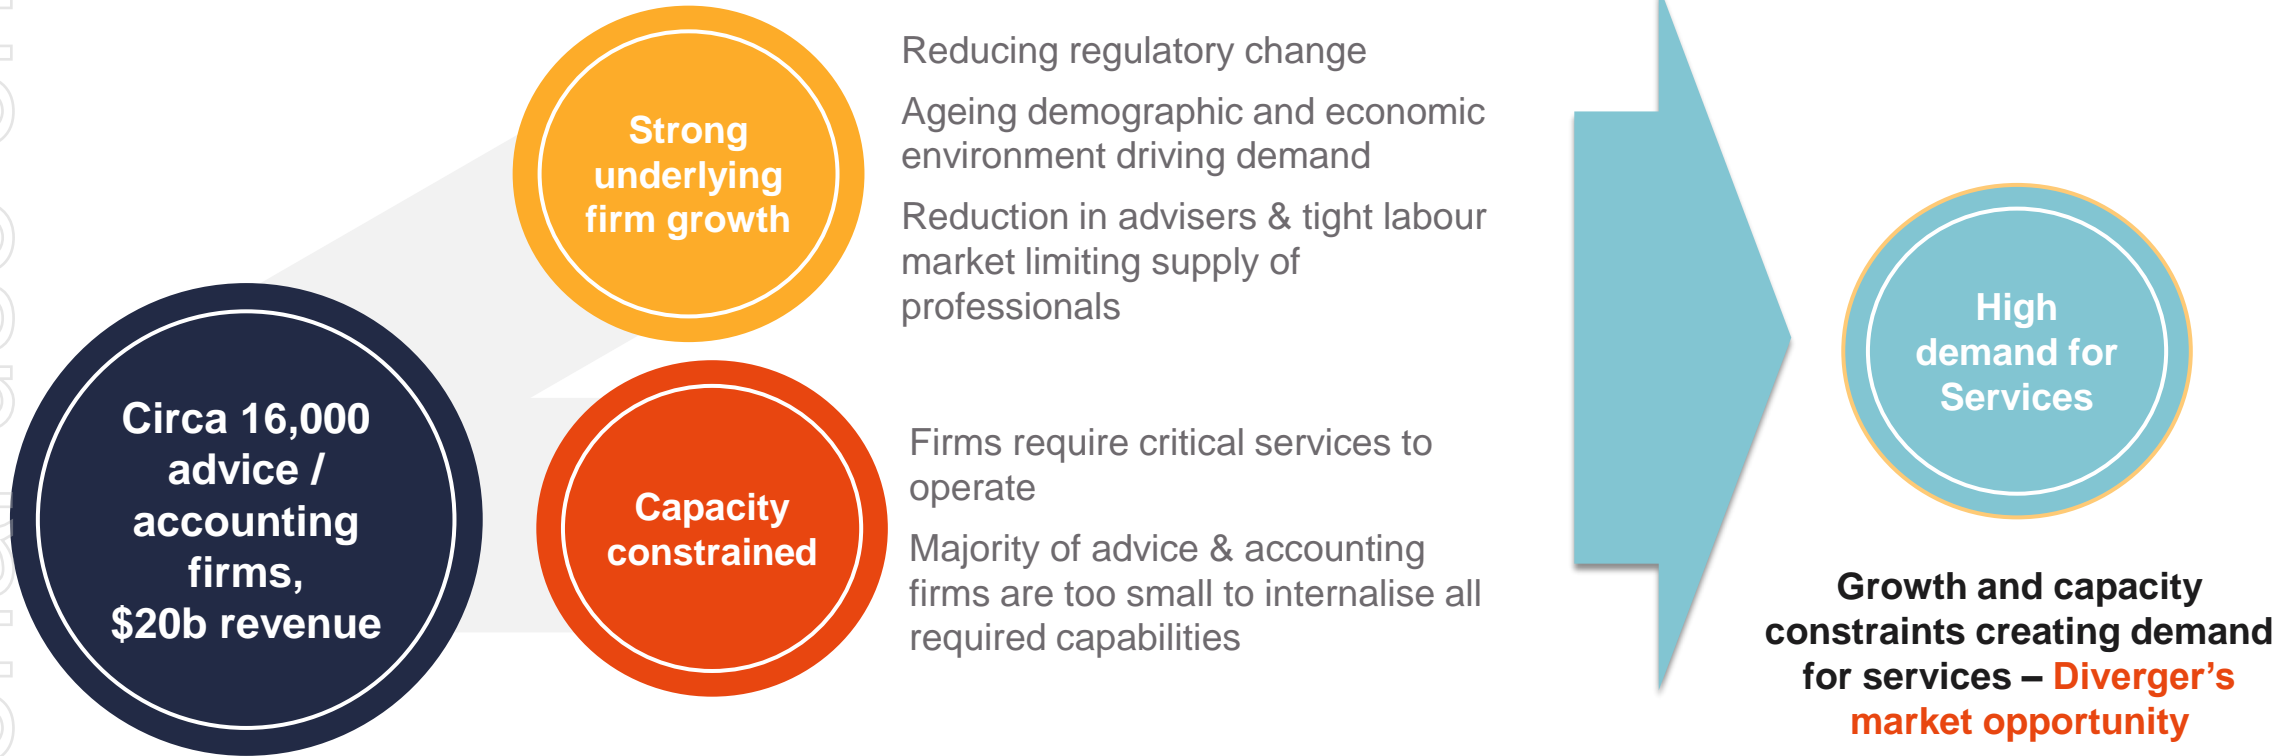 Circa 16,000
advice /
accounting
firms,
$20b revenue
Strong
underlying
firm growth
Reducing regulatory change
Ageing demographic and economic
environment driving demand
Reduction in advisers & tight labour
market limiting supply of
professionals
Capacity
constrained
Firms require critical services to
operate
Majority of advice & accounting
firms are too small to internalise all
required capabilities
High
demand for
Services
Growth and capacity
constraints creating demand
for services – Diverger’s
market opportunity